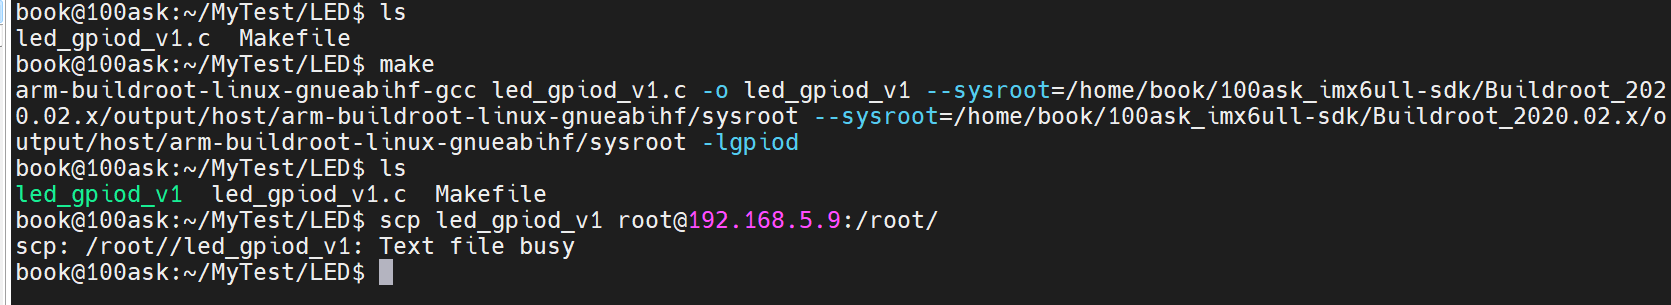 book@100ask:~/MyTest/LED$ ls
led_gpiod_v1.c  Makefile
book@100ask:~/MyTest/LED$ make
arm-buildroot-linux-gnueabihf-gcc led_gpiod_v1.c -o led_gpiod_v1 --sysroot=/home/book/100ask_imx6ull-sdk/Buildroot_202
0.02.x/output/host/arm-buildroot-linux-gnueabihf/sysroot --sysroot=/home/book/100ask_imx6ull-sdk/Buildroot_2020.02.x/o
utput/host/arm-buildroot-linux-gnueabihf/sysroot -lgpiod
book@100ask:~/MyTest/LED$ ls
led_gpiod_v1  led_gpiod_v1.c  Makefile
book@100ask:~/MyTest/LED$ scp led_gpiod_v1 root@192.168.5.9:/root/
scp: /root//led_gpiod_v1: Text file busy
book@100ask:~/MyTest/LED$